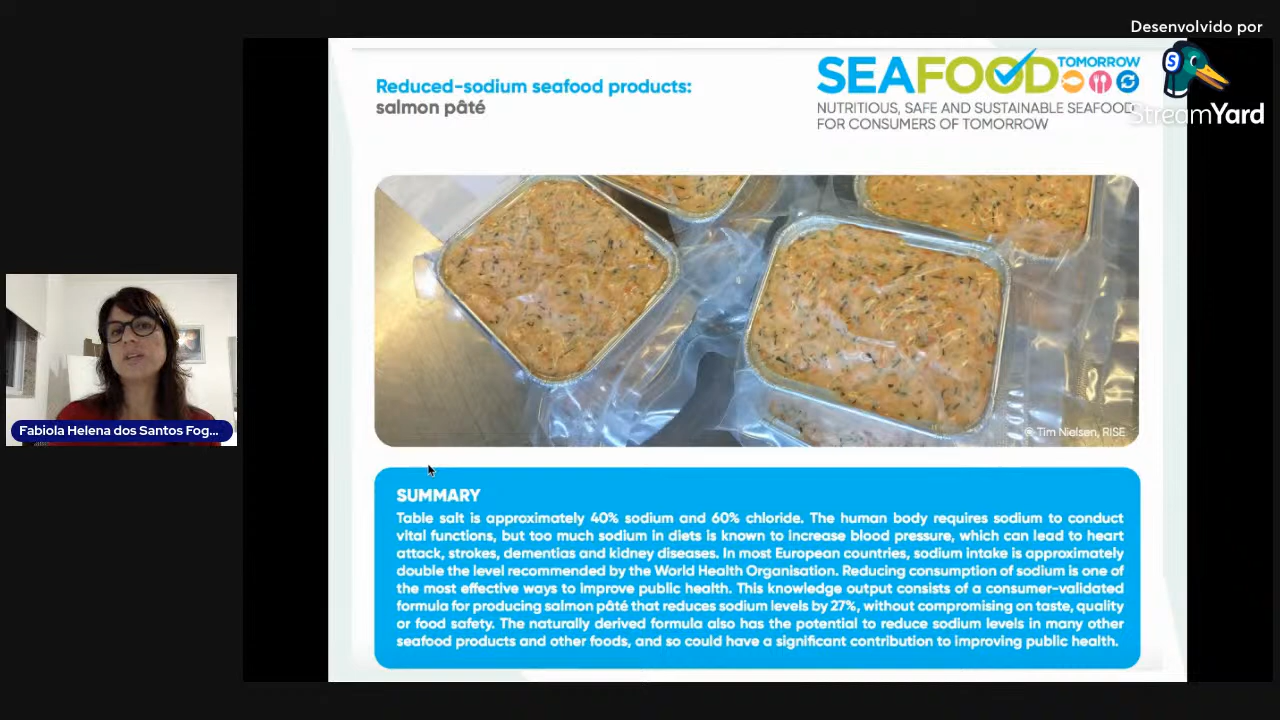 Desenvolvido por
StreamYard
Reduced-sodium seafood products:
salmon pâté
SEAFOOD TOMORROW
NUTRITIOUS, SAFE AND SUSTAINABLE SEAFOOD
FOR CONSUMERS OF TOMORROW
© Tim Nielsen, RISE
Fabiola Helena dos Santos Fog...
SUMMARY
Table salt is approximately 40% sodium and 60% chloride. The human body requires sodium to conduct
vital functions, but too much sodium in diets is known to increase blood pressure, which can lead to heart
attack, strokes, dementias and kidney diseases. In most European countries, sodium intake is approximately
double the level recommended by the World Health Organisation. Reducing consumption of sodium is one of
the most effective ways to improve public health. This knowledge output consists of a consumer-validated
formula for producing salmon pâté that reduces sodium levels by 27%, without compromising on taste, quality
or food safety. The naturally derived formula also has the potential to reduce sodium levels in many other
seafood products and other foods, and so could have a significant contribution to improving public health.